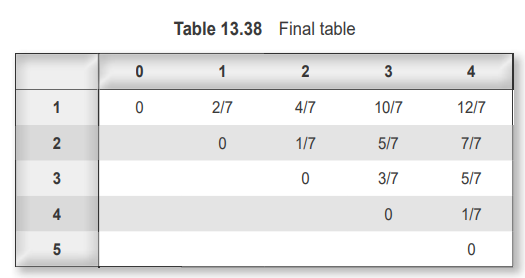 Table 13.38 Final table
0 1 2 3 4
1 0 2/7 4/7 10/7 12/7
2 0 1/7 5/7 7/7
3 0 3/7 5/7
4 0 1/7
5 0